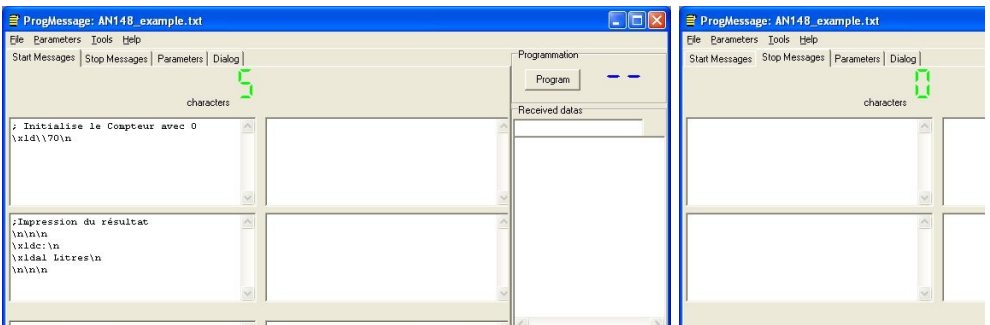 ProgMessage: AN148_example.txt
File Parameters Tools Help
Start Messages Stop Messages Parameters Dialog
5
characters
; Initialise le Compteur avec 0
\x1d\\70\n
;Impression du résultat
\n\n\n
\x1dc:\n
\x1dal Litres\n
\n\n\n
Programmation
Program
--
Received datas
ProgMessage: AN148_example.txt
File Parameters Tools Help
Start Messages Stop Messages Parameters Dialog
0
characters